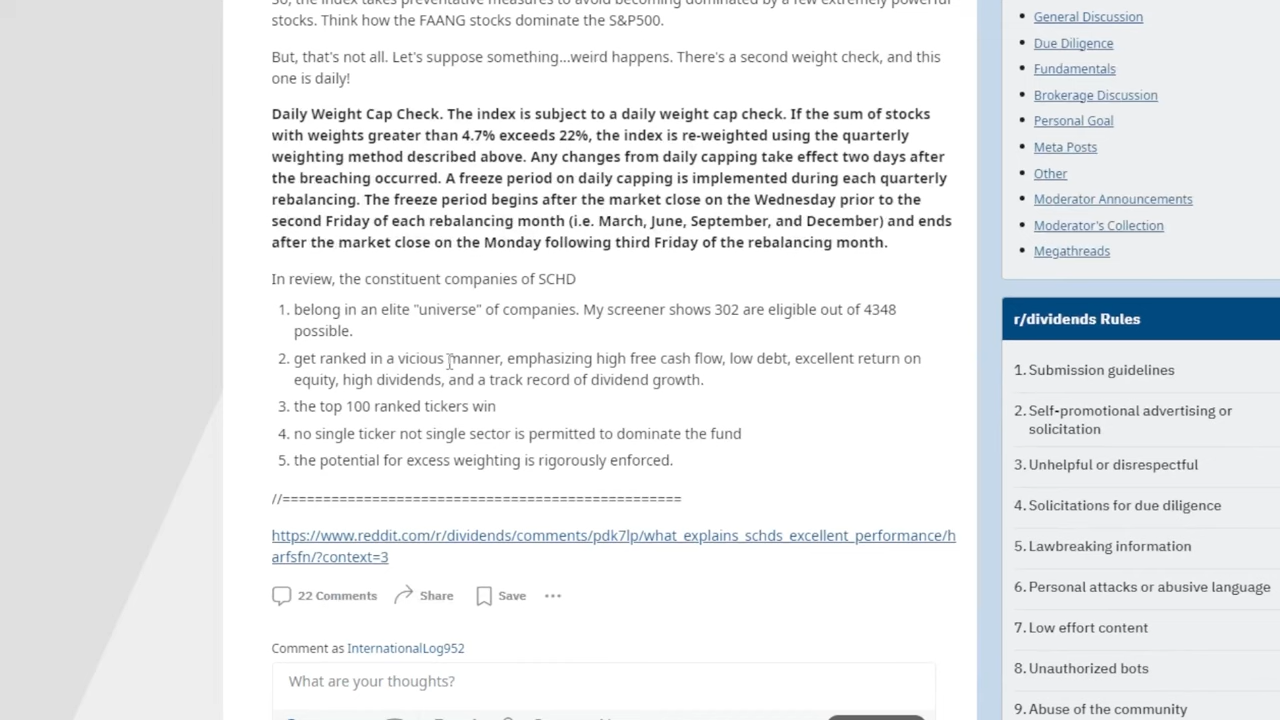 So, the index takes preventative measures to avoid becoming dominated by a few extremely powerful
stocks. Think how the FAANG stocks dominate the S&P500.
But, that's not all. Let's suppose something...weird happens. There's a second weight check, and this
one is daily!
Daily Weight Cap Check. The index is subject to a daily weight cap check. If the sum of stocks
with weights greater than 4.7% exceeds 22%, the index is re-weighted using the quarterly
weighting method described above. Any changes from daily capping take effect two days after
the breaching occurred. A freeze period on daily capping is implemented during each quarterly
rebalancing. The freeze period begins after the market close on the Wednesday prior to the
second Friday of each rebalancing month (i.e. March, June, September, and December) and ends
after the market close on the Monday following third Friday of the rebalancing month.
In review, the constituent companies of SCHD
1. belong in an elite "universe" of companies. My screener shows 302 are eligible out of 4348
possible.
2. get ranked in a vicious manner, emphasizing high free cash flow, low debt, excellent return on
equity, high dividends, and a track record of dividend growth.
3. the top 100 ranked tickers win
4. no single ticker not single sector is permitted to dominate the fund
5. the potential for excess weighting is rigorously enforced.
//=================================================
https://www.reddit.com/r/dividends/comments/pdk7lp/what_explains_schds_excellent_performance/h
arfsfn/?context=3
22 Comments Share Save ...
Comment as InternationalLog952
What are your thoughts?
General Discussion
Due Diligence
Fundamentals
Brokerage Discussion
Personal Goal
Meta Posts
Other
Moderator Announcements
Moderator's Collection
Megathreads
r/dividends Rules
1. Submission guidelines
2. Self-promotional advertising or
solicitation
3. Unhelpful or disrespectful
4. Solicitations for due diligence
5. Lawbreaking information
6. Personal attacks or abusive language
7. Low effort content
8. Unauthorized bots
9. Abuse of the community